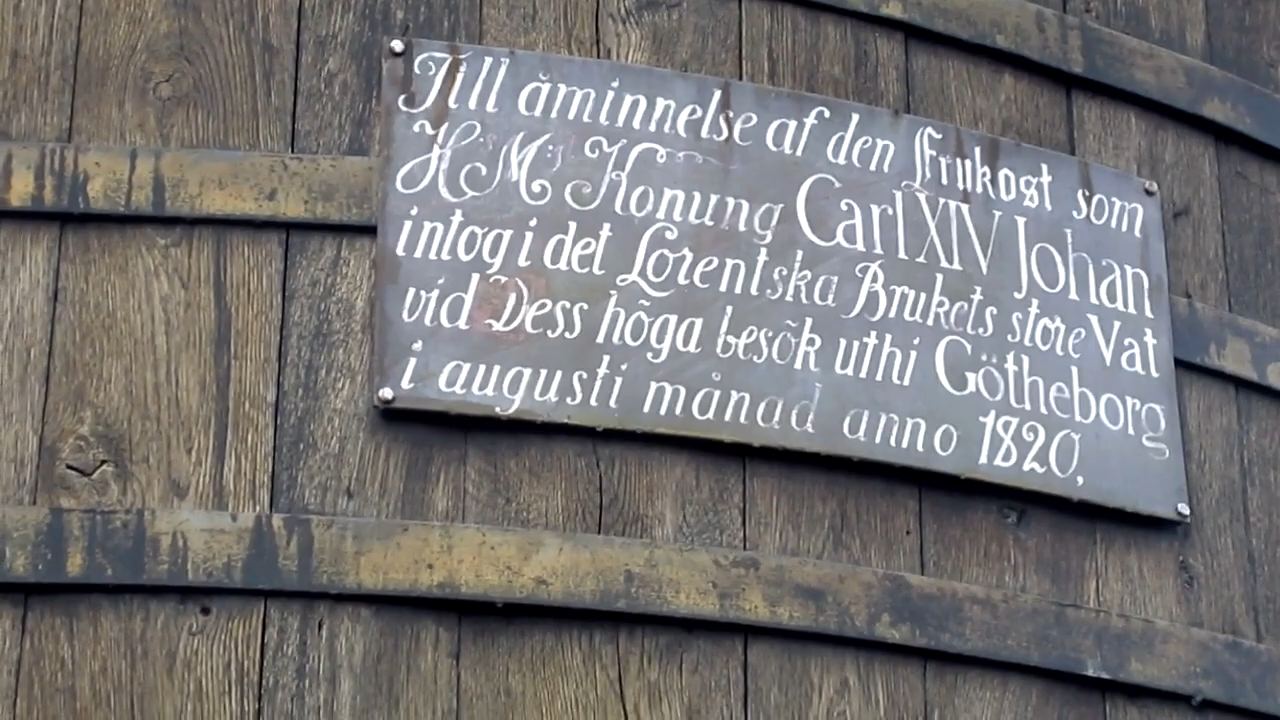 Till åminnelse af den Frukost som
H. M:s Konung Carl XIV Johan
intog i det Lorentska Brukets store Vat
vid Dess höga besök uthi Götheborg
i augusti månad anno 1820,